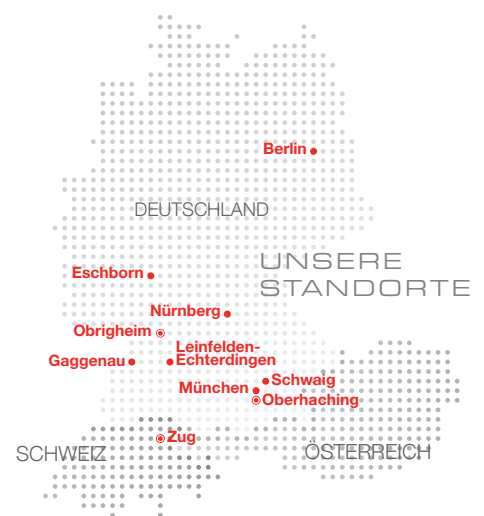 Berlin
DEUTSCHLAND
UNSERE
STANDORTE
Eschborn
Nürnberg
Obrigheim
Leinfelden-
Echterdingen
Gaggenau
Schwaig
München
Oberhaching
Zug
SCHWEIZ
ÖSTERREICH